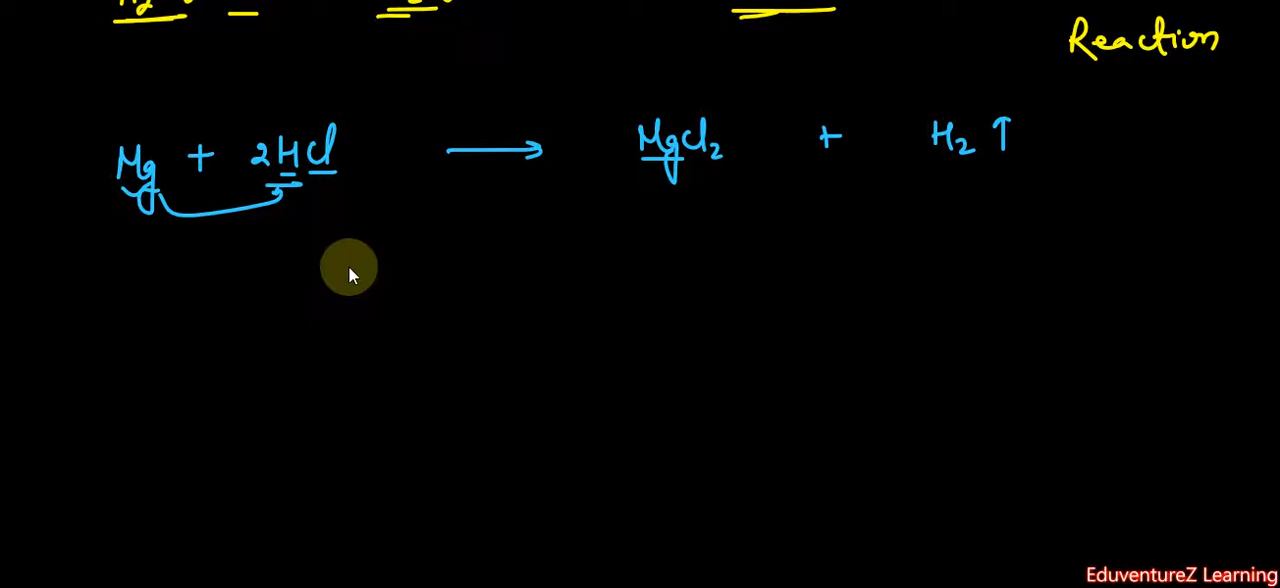 Reaction
Mg + 2HCl ⟶ MgCl₂ + H₂ ↑
EduventureZ Learning